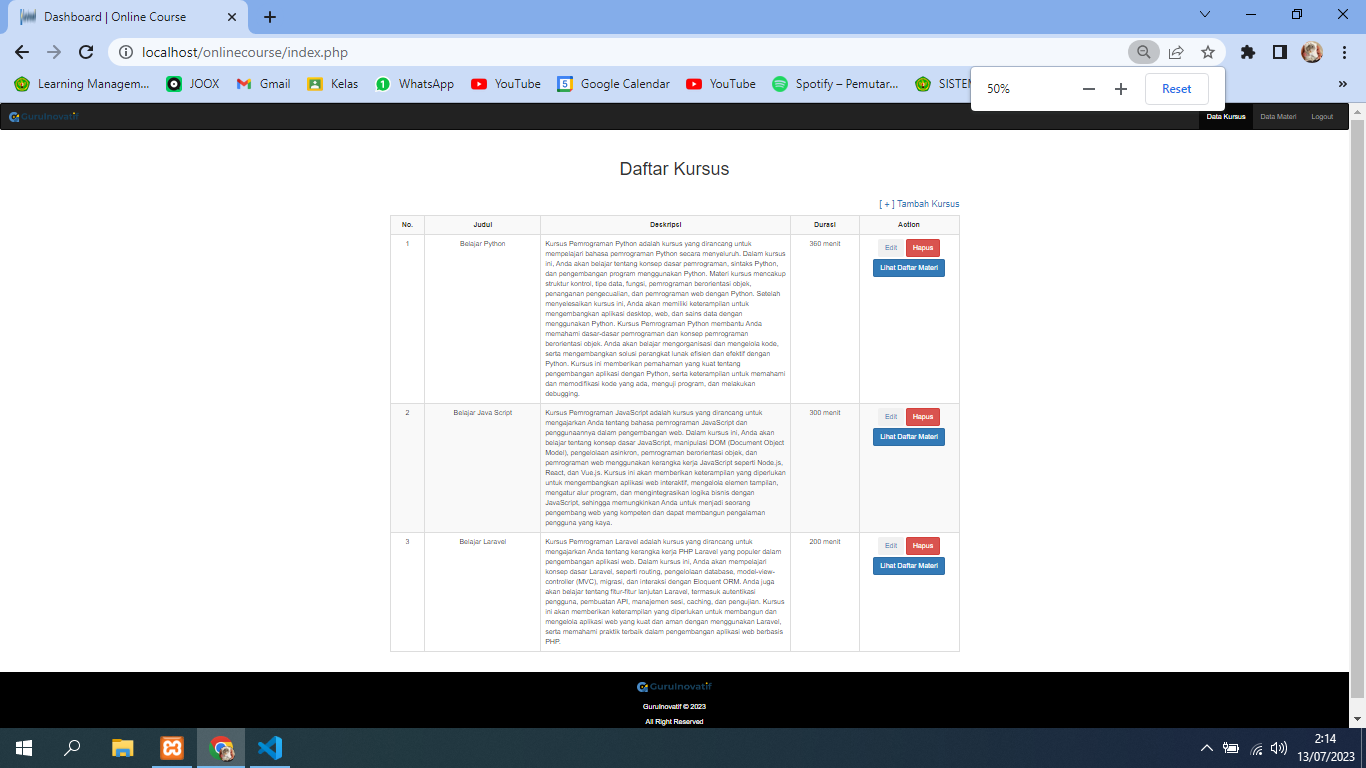 Dashboard | Online Course
localhost/onlinecourse/index.php
Learning Managem... JOOX Gmail Kelas WhatsApp YouTube Google Calendar YouTube Spotify – Pemutar... SISTEM »
50% Reset
GuruInovatif Data Kursus Data Materi Logout
Daftar Kursus
[ + ] Tambah Kursus
No. Judul Deskripsi Durasi Action
1 Belajar Python Kursus Pemrograman Python adalah kursus yang dirancang untuk 360 menit Edit Hapus
mempelajari bahasa pemrograman Python secara menyeluruh. Dalam kursus
ini, Anda akan belajar tentang konsep dasar pemrograman, sintaks Python, Lihat Daftar Materi
dan pengembangan program menggunakan Python. Materi kursus mencakup
struktur kontrol, tipe data, fungsi, pemrograman berorientasi objek,
penanganan pengecualian, dan pemrograman web dengan Python. Setelah
menyelesaikan kursus ini, Anda akan memiliki keterampilan untuk
mengembangkan aplikasi desktop, web, dan sains data dengan
menggunakan Python. Kursus Pemrograman Python membantu Anda
memahami dasar-dasar pemrograman dan konsep pemrograman
berorientasi objek. Anda akan belajar mengorganisasi dan mengelola kode,
serta mengembangkan solusi perangkat lunak efisien dan efektif dengan
Python. Kursus ini memberikan pemahaman yang kuat tentang
pengembangan aplikasi dengan Python, serta keterampilan untuk memahami
dan memodifikasi kode yang ada, menguji program, dan melakukan
debugging.
2 Belajar Java Script Kursus Pemrograman JavaScript adalah kursus yang dirancang untuk 300 menit Edit Hapus
mengajarkan Anda tentang bahasa pemrograman JavaScript dan
penggunaannya dalam pengembangan web. Dalam kursus ini, Anda akan Lihat Daftar Materi
belajar tentang konsep dasar JavaScript, manipulasi DOM (Document Object
Model), pengelolaan asinkron, pemrograman berorientasi objek, dan
pemrograman web menggunakan kerangka kerja JavaScript seperti Node.js,
React, dan Vue.js. Kursus ini akan memberikan keterampilan yang diperlukan
untuk mengembangkan aplikasi web interaktif, mengelola elemen tampilan,
mengatur alur program, dan mengintegrasikan logika bisnis dengan
JavaScript, sehingga memungkinkan Anda untuk menjadi seorang
pengembang web yang kompeten dan dapat membangun pengalaman
pengguna yang kaya.
3 Belajar Laravel Kursus Pemrograman Laravel adalah kursus yang dirancang untuk 200 menit Edit Hapus
mengajarkan Anda tentang kerangka kerja PHP Laravel yang populer dalam
pengembangan aplikasi web. Dalam kursus ini, Anda akan mempelajari Lihat Daftar Materi
konsep dasar Laravel, seperti routing, pengelolaan database, model-view-
controller (MVC), migrasi, dan interaksi dengan Eloquent ORM. Anda juga
akan belajar tentang fitur-fitur lanjutan Laravel, termasuk autentikasi
pengguna, pembuatan API, manajemen sesi, caching, dan pengujian. Kursus
ini akan memberikan keterampilan yang diperlukan untuk membangun dan
mengelola aplikasi web yang kuat dan aman dengan menggunakan Laravel,
serta memahami praktik terbaik dalam pengembangan aplikasi web berbasis
PHP.
GuruInovatif
GuruInovatif © 2023
All Right Reserved
2:14
13/07/2023